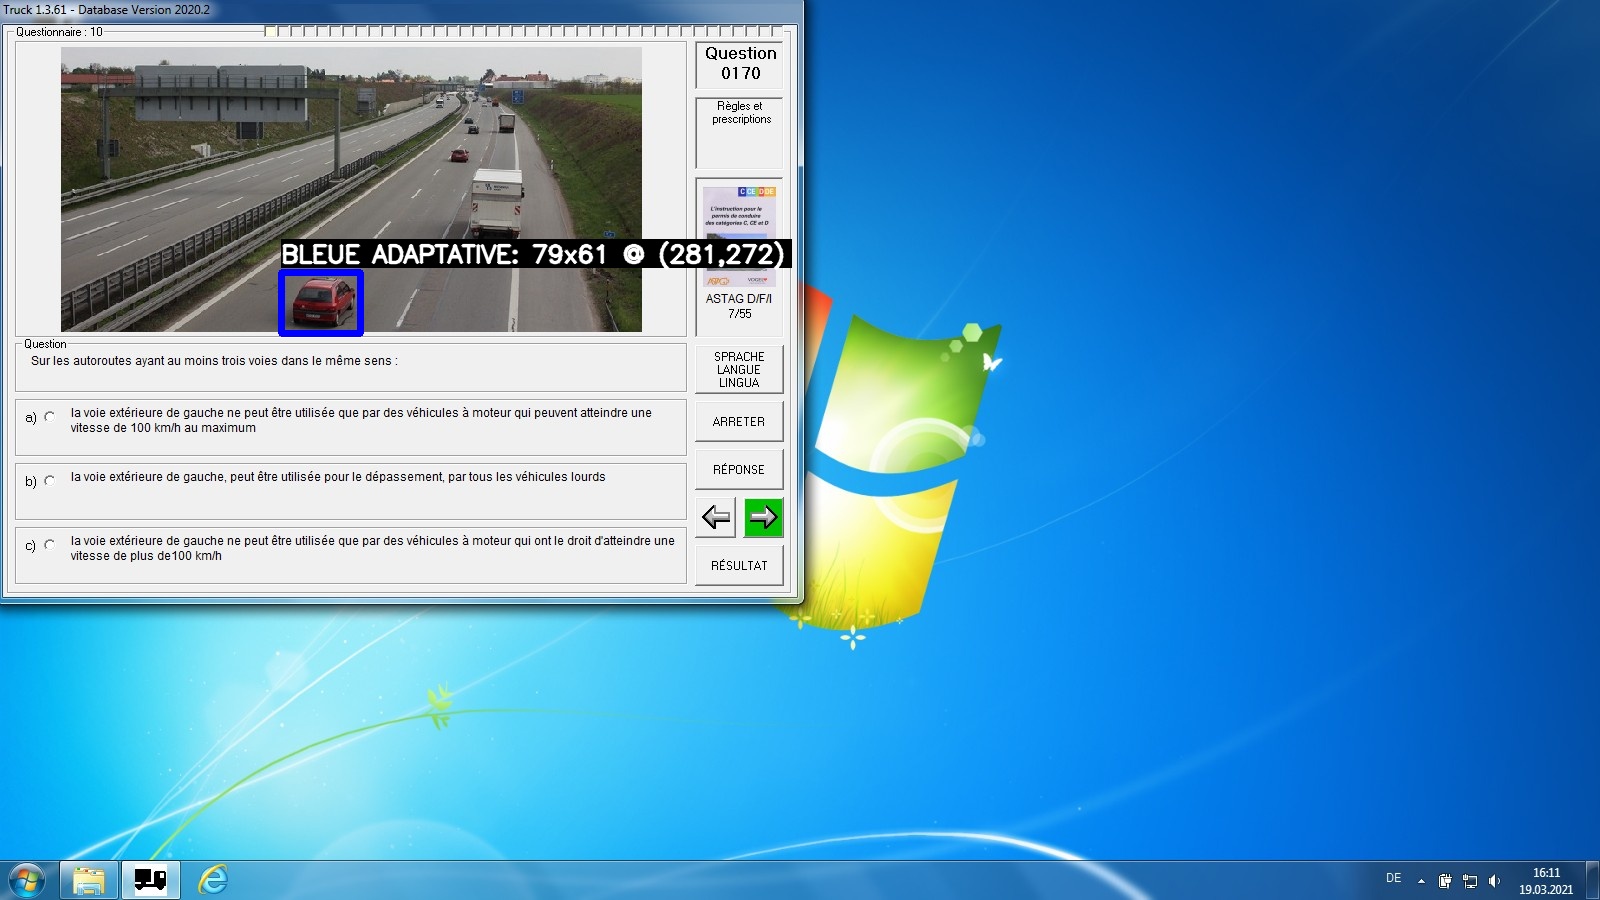 Truck 1.3.61 - Database Version 2020.2
Questionnaire : 10
Question
0170
Règles et
prescriptions
BLEUE ADAPTATIVE: 79x61 @ (281,272)
C CE D DE
L'instruction pour le
permis de conduire
des catégories C, CE et D
ASTAG D/F/I
7/55
Question
Sur les autoroutes ayant au moins trois voies dans le même sens :
SPRACHE
LANGUE
LINGUA
a) la voie extérieure de gauche ne peut être utilisée que par des véhicules à moteur qui peuvent atteindre une
vitesse de 100 km/h au maximum
ARRETER
b) la voie extérieure de gauche, peut être utilisée pour le dépassement, par tous les véhicules lourds
RÉPONSE
c) la voie extérieure de gauche ne peut être utilisée que par des véhicules à moteur qui ont le droit d'atteindre une
vitesse de plus de100 km/h
RÉSULTAT
DE
16:11
19.03.2021